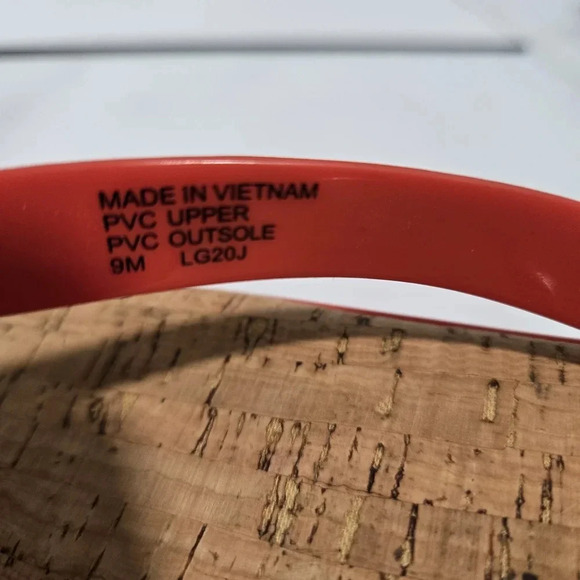 MADE IN VIETNAM
PVC UPPER
PVC OUTSOLE
9M LG20J